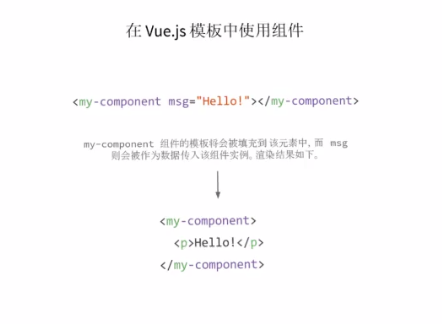 在 Vue.js 模板中使用组件
<my-component msg="Hello!"></my-component>
my-component 组件的模板将会被填充到该元素中, 而 msg
则会被作为数据传入该组件实例。渲染结果如下。
<my-component>
<p>Hello!</p>
</my-component>